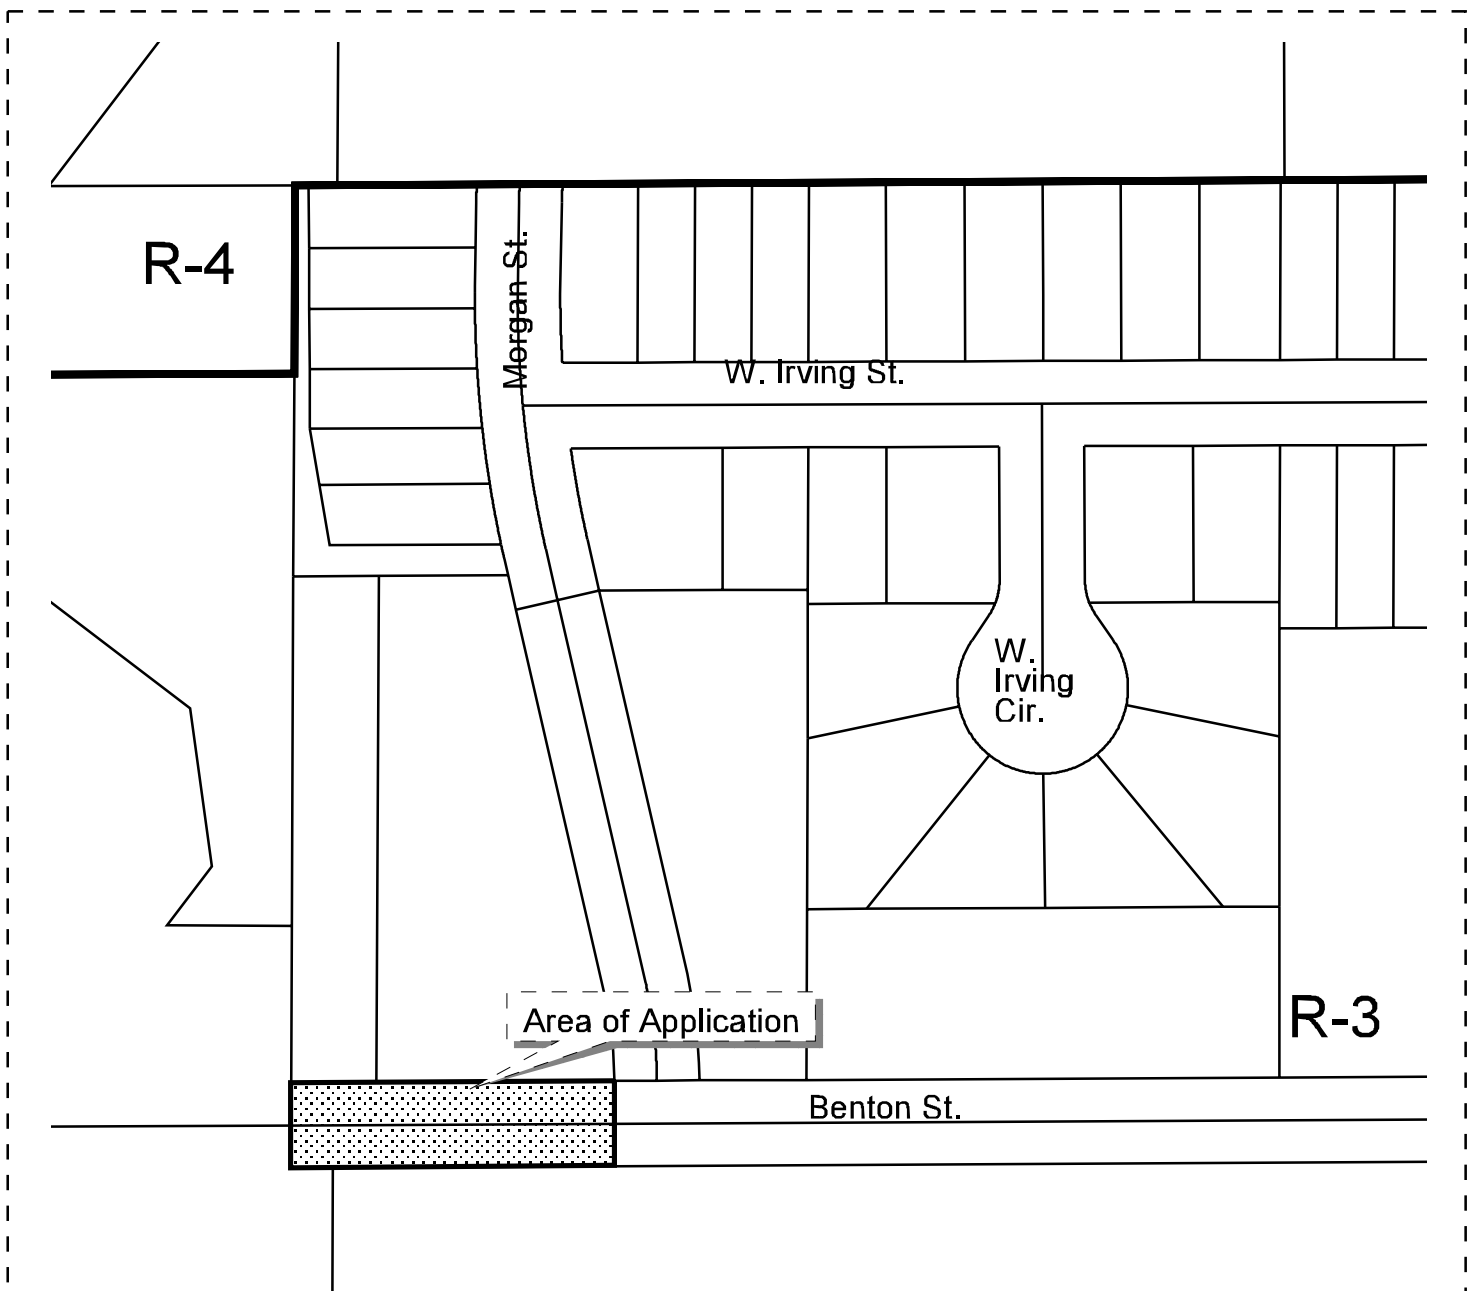 R-4
Morgan St.
W. Irving St.
W.
Irving
Cir.
R-3
Area of Application
Benton St.